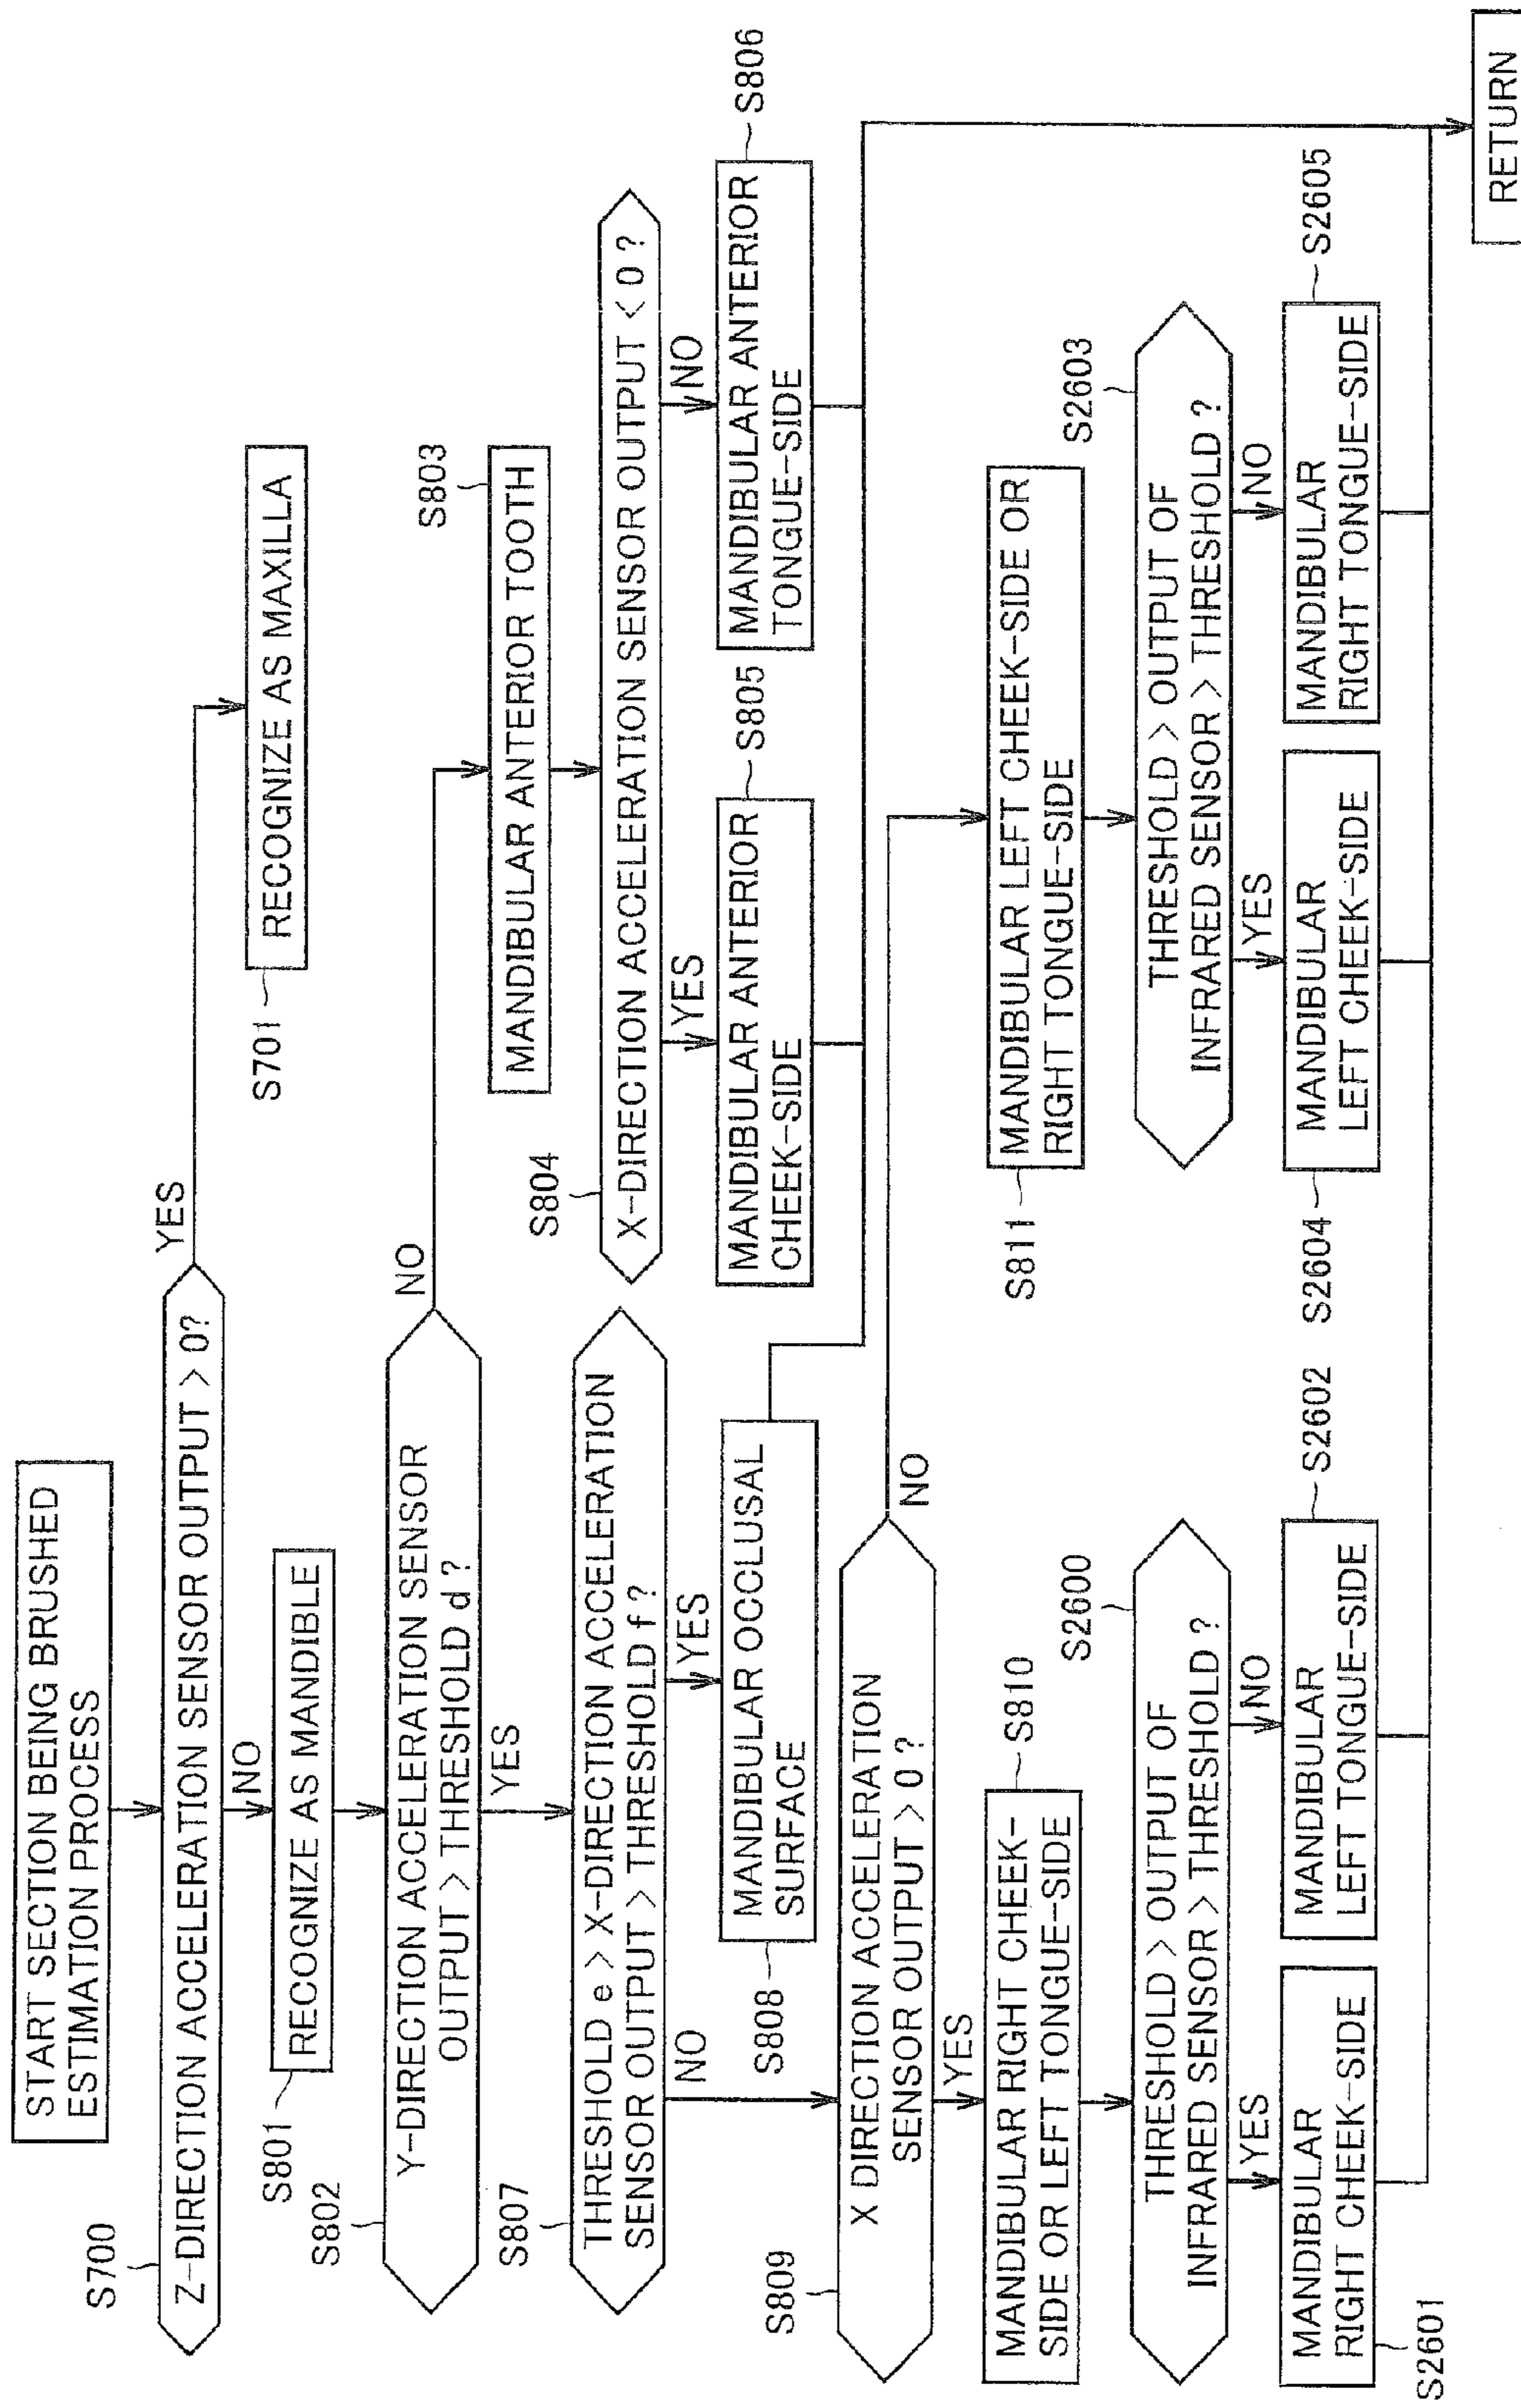 START SECTION BEING BRUSHED
ESTIMATION PROCESS
S700
Z-DIRECTION ACCELERATION SENSOR OUTPUT > 0?
YES
NO
S701
RECOGNIZE AS MAXILLA
S801
RECOGNIZE AS MANDIBLE
S802
Y-DIRECTION ACCELERATION SENSOR
OUTPUT > THRESHOLD d ?
NO
YES
S803
MANDIBULAR ANTERIOR TOOTH
S804
X-DIRECTION ACCELERATION SENSOR OUTPUT < 0 ?
YES
NO
MANDIBULAR ANTERIOR
CHEEK-SIDE
S805
MANDIBULAR ANTERIOR
TONGUE-SIDE
S806
S807
THRESHOLD e > X-DIRECTION ACCELERATION
SENSOR OUTPUT > THRESHOLD f ?
NO
YES
S808
MANDIBULAR OCCLUSAL
SURFACE
S809
X DIRECTION ACCELERATION
SENSOR OUTPUT > 0 ?
YES
NO
MANDIBULAR RIGHT CHEEK-
SIDE OR LEFT TONGUE-SIDE
S810
S811
MANDIBULAR LEFT CHEEK-SIDE OR
RIGHT TONGUE-SIDE
S2600
THRESHOLD > OUTPUT OF
INFRARED SENSOR > THRESHOLD ?
YES
NO
S2603
THRESHOLD > OUTPUT OF
INFRARED SENSOR > THRESHOLD ?
YES
NO
MANDIBULAR
RIGHT CHEEK-SIDE
S2601
MANDIBULAR
LEFT TONGUE-SIDE
S2602
S2604
MANDIBULAR
LEFT CHEEK-SIDE
MANDIBULAR
RIGHT TONGUE-SIDE
S2605
RETURN